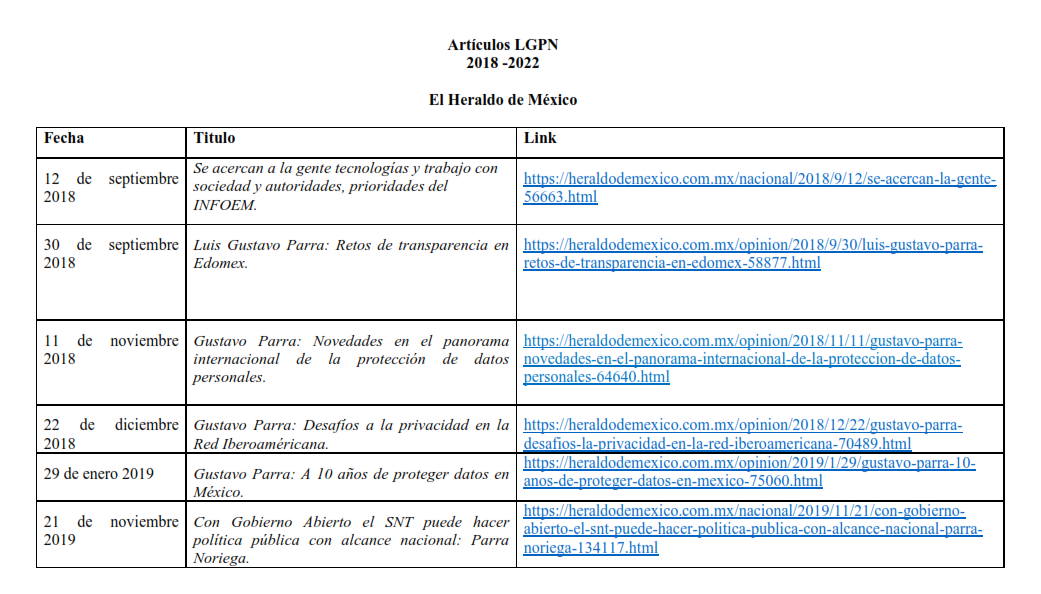 Artículos LGPN
2018 -2022
El Heraldo de México
Fecha
Titulo
Link
12 de septiembre
2018
Se acercan a la gente tecnologías y trabajo con
sociedad y autoridades, prioridades del
INFOEM.
https://heraldodemexico.com.mx/nacional/2018/9/12/se-acercan-la-gente-
56663.html
30 de septiembre
2018
Luis Gustavo Parra: Retos de transparencia en
Edomex.
https://heraldodemexico.com.mx/opinion/2018/9/30/luis-gustavo-parra-
retos-de-transparencia-en-edomex-58877.html
11 de noviembre
2018
Gustavo Parra: Novedades en el panorama
internacional de la protección de datos
personales.
https://heraldodemexico.com.mx/opinion/2018/11/11/gustavo-parra-
novedades-en-el-panorama-internacional-de-la-proteccion-de-datos-
personales-64640.html
22 de diciembre
2018
Gustavo Parra: Desafíos a la privacidad en la
Red Iberoaméricana.
https://heraldodemexico.com.mx/opinion/2018/12/22/gustavo-parra-
desafios-la-privacidad-en-la-red-iberoamericana-70489.html
29 de enero 2019
Gustavo Parra: A 10 años de proteger datos en
México.
https://heraldodemexico.com.mx/opinion/2019/1/29/gustavo-parra-10-
anos-de-proteger-datos-en-mexico-75060.html
21 de noviembre
2019
Con Gobierno Abierto el SNT puede hacer
política pública con alcance nacional: Parra
Noriega.
https://heraldodemexico.com.mx/nacional/2019/11/21/con-gobierno-
abierto-el-snt-puede-hacer-politica-publica-con-alcance-nacional-parra-
noriega-134117.html